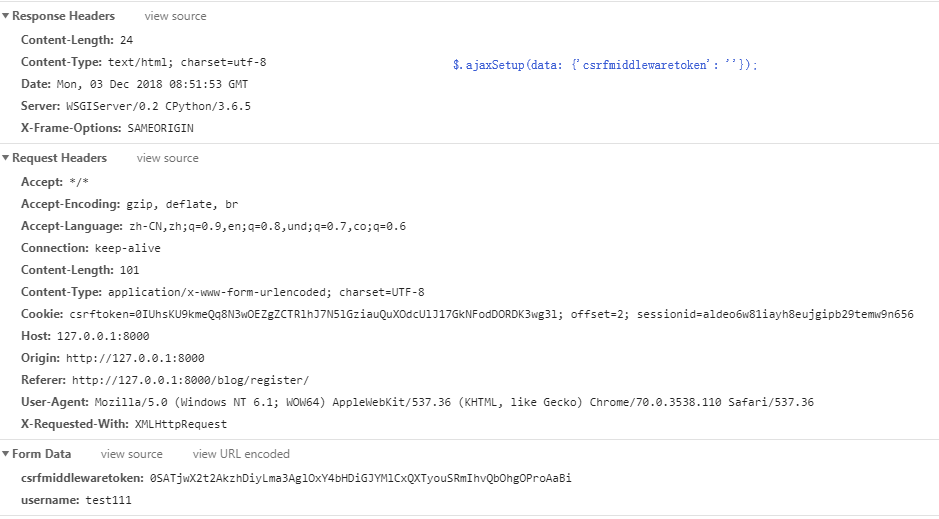 Response Headers view source
Content-Length: 24
Content-Type: text/html; charset=utf-8
$.ajaxSetup(data: {'csrfmiddlewaretoken': ''});
Date: Mon, 03 Dec 2018 08:51:53 GMT
Server: WSGIServer/0.2 CPython/3.6.5
X-Frame-Options: SAMEORIGIN
Request Headers view source
Accept: */*
Accept-Encoding: gzip, deflate, br
Accept-Language: zh-CN,zh;q=0.9,en;q=0.8,und;q=0.7,co;q=0.6
Connection: keep-alive
Content-Length: 101
Content-Type: application/x-www-form-urlencoded; charset=UTF-8
Cookie: csrftoken=0IUhsKU9kmeQq8N3wOEZgZCTRlhJ7N5lGziauQuXOdcUlJ17GkNFodDORDK3wg3l; offset=2; sessionid=aldeo6w81iayh8eujgipb29temw9n656
Host: 127.0.0.1:8000
Origin: http://127.0.0.1:8000
Referer: http://127.0.0.1:8000/blog/register/
User-Agent: Mozilla/5.0 (Windows NT 6.1; WOW64) AppleWebKit/537.36 (KHTML, like Gecko) Chrome/70.0.3538.110 Safari/537.36
X-Requested-With: XMLHttpRequest
Form Data view source view URL encoded
csrfmiddlewaretoken: 0SATjwX2t2AkzhDiyLma3AglOxY4bHDiGJYMlCxQXTyouSRmIhvQbOhgOProAaBi
username: test111